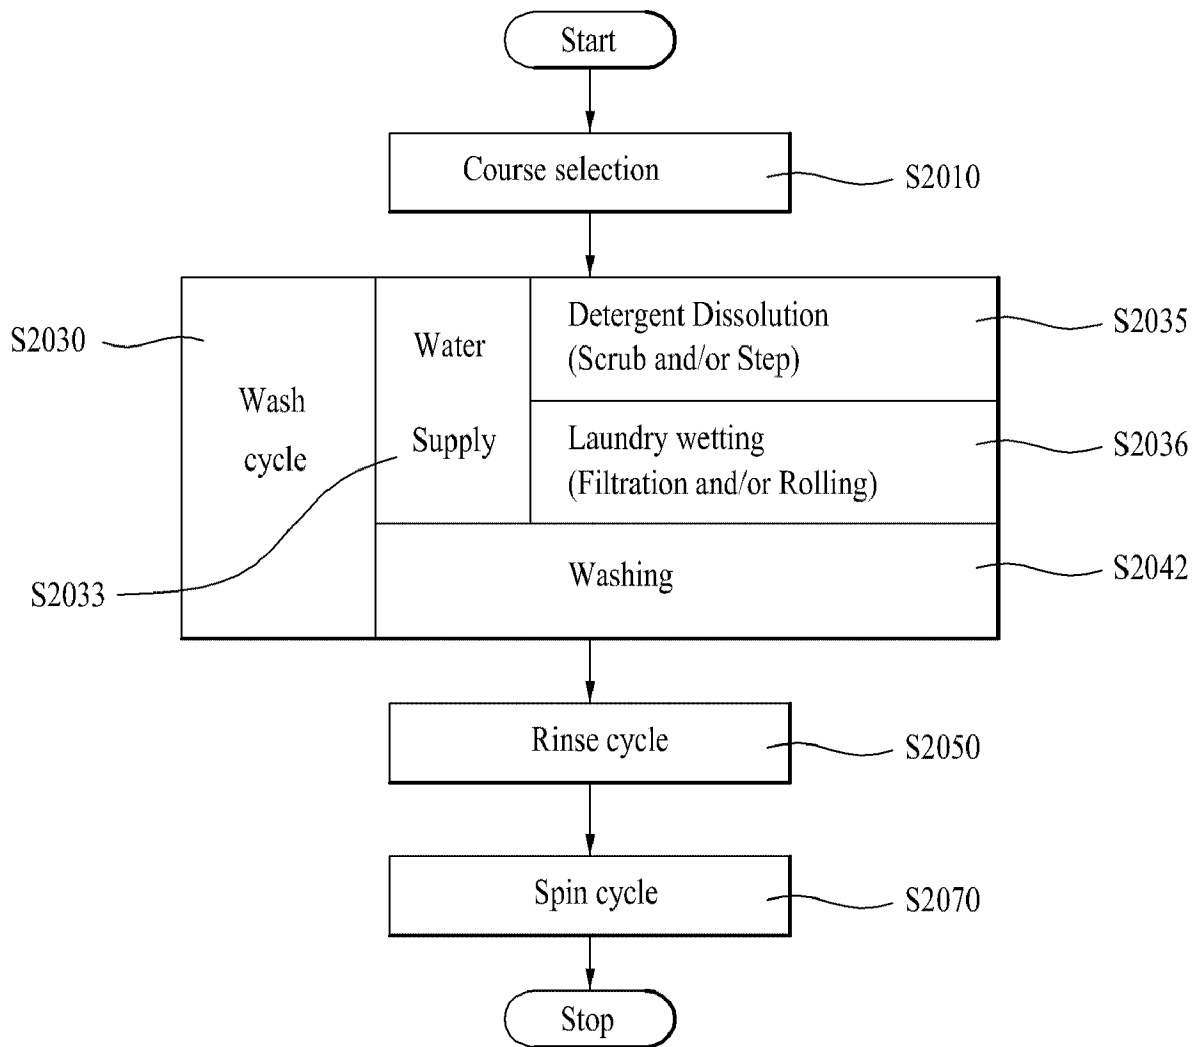 Start
Course selection
S2010
S2030
Wash
cycle
Water
Supply
S2033
Detergent Dissolution
(Scrub and/or Step)
S2035
Laundry wetting
(Filtration and/or Rolling)
S2036
Washing
S2042
Rinse cycle
S2050
Spin cycle
S2070
Stop